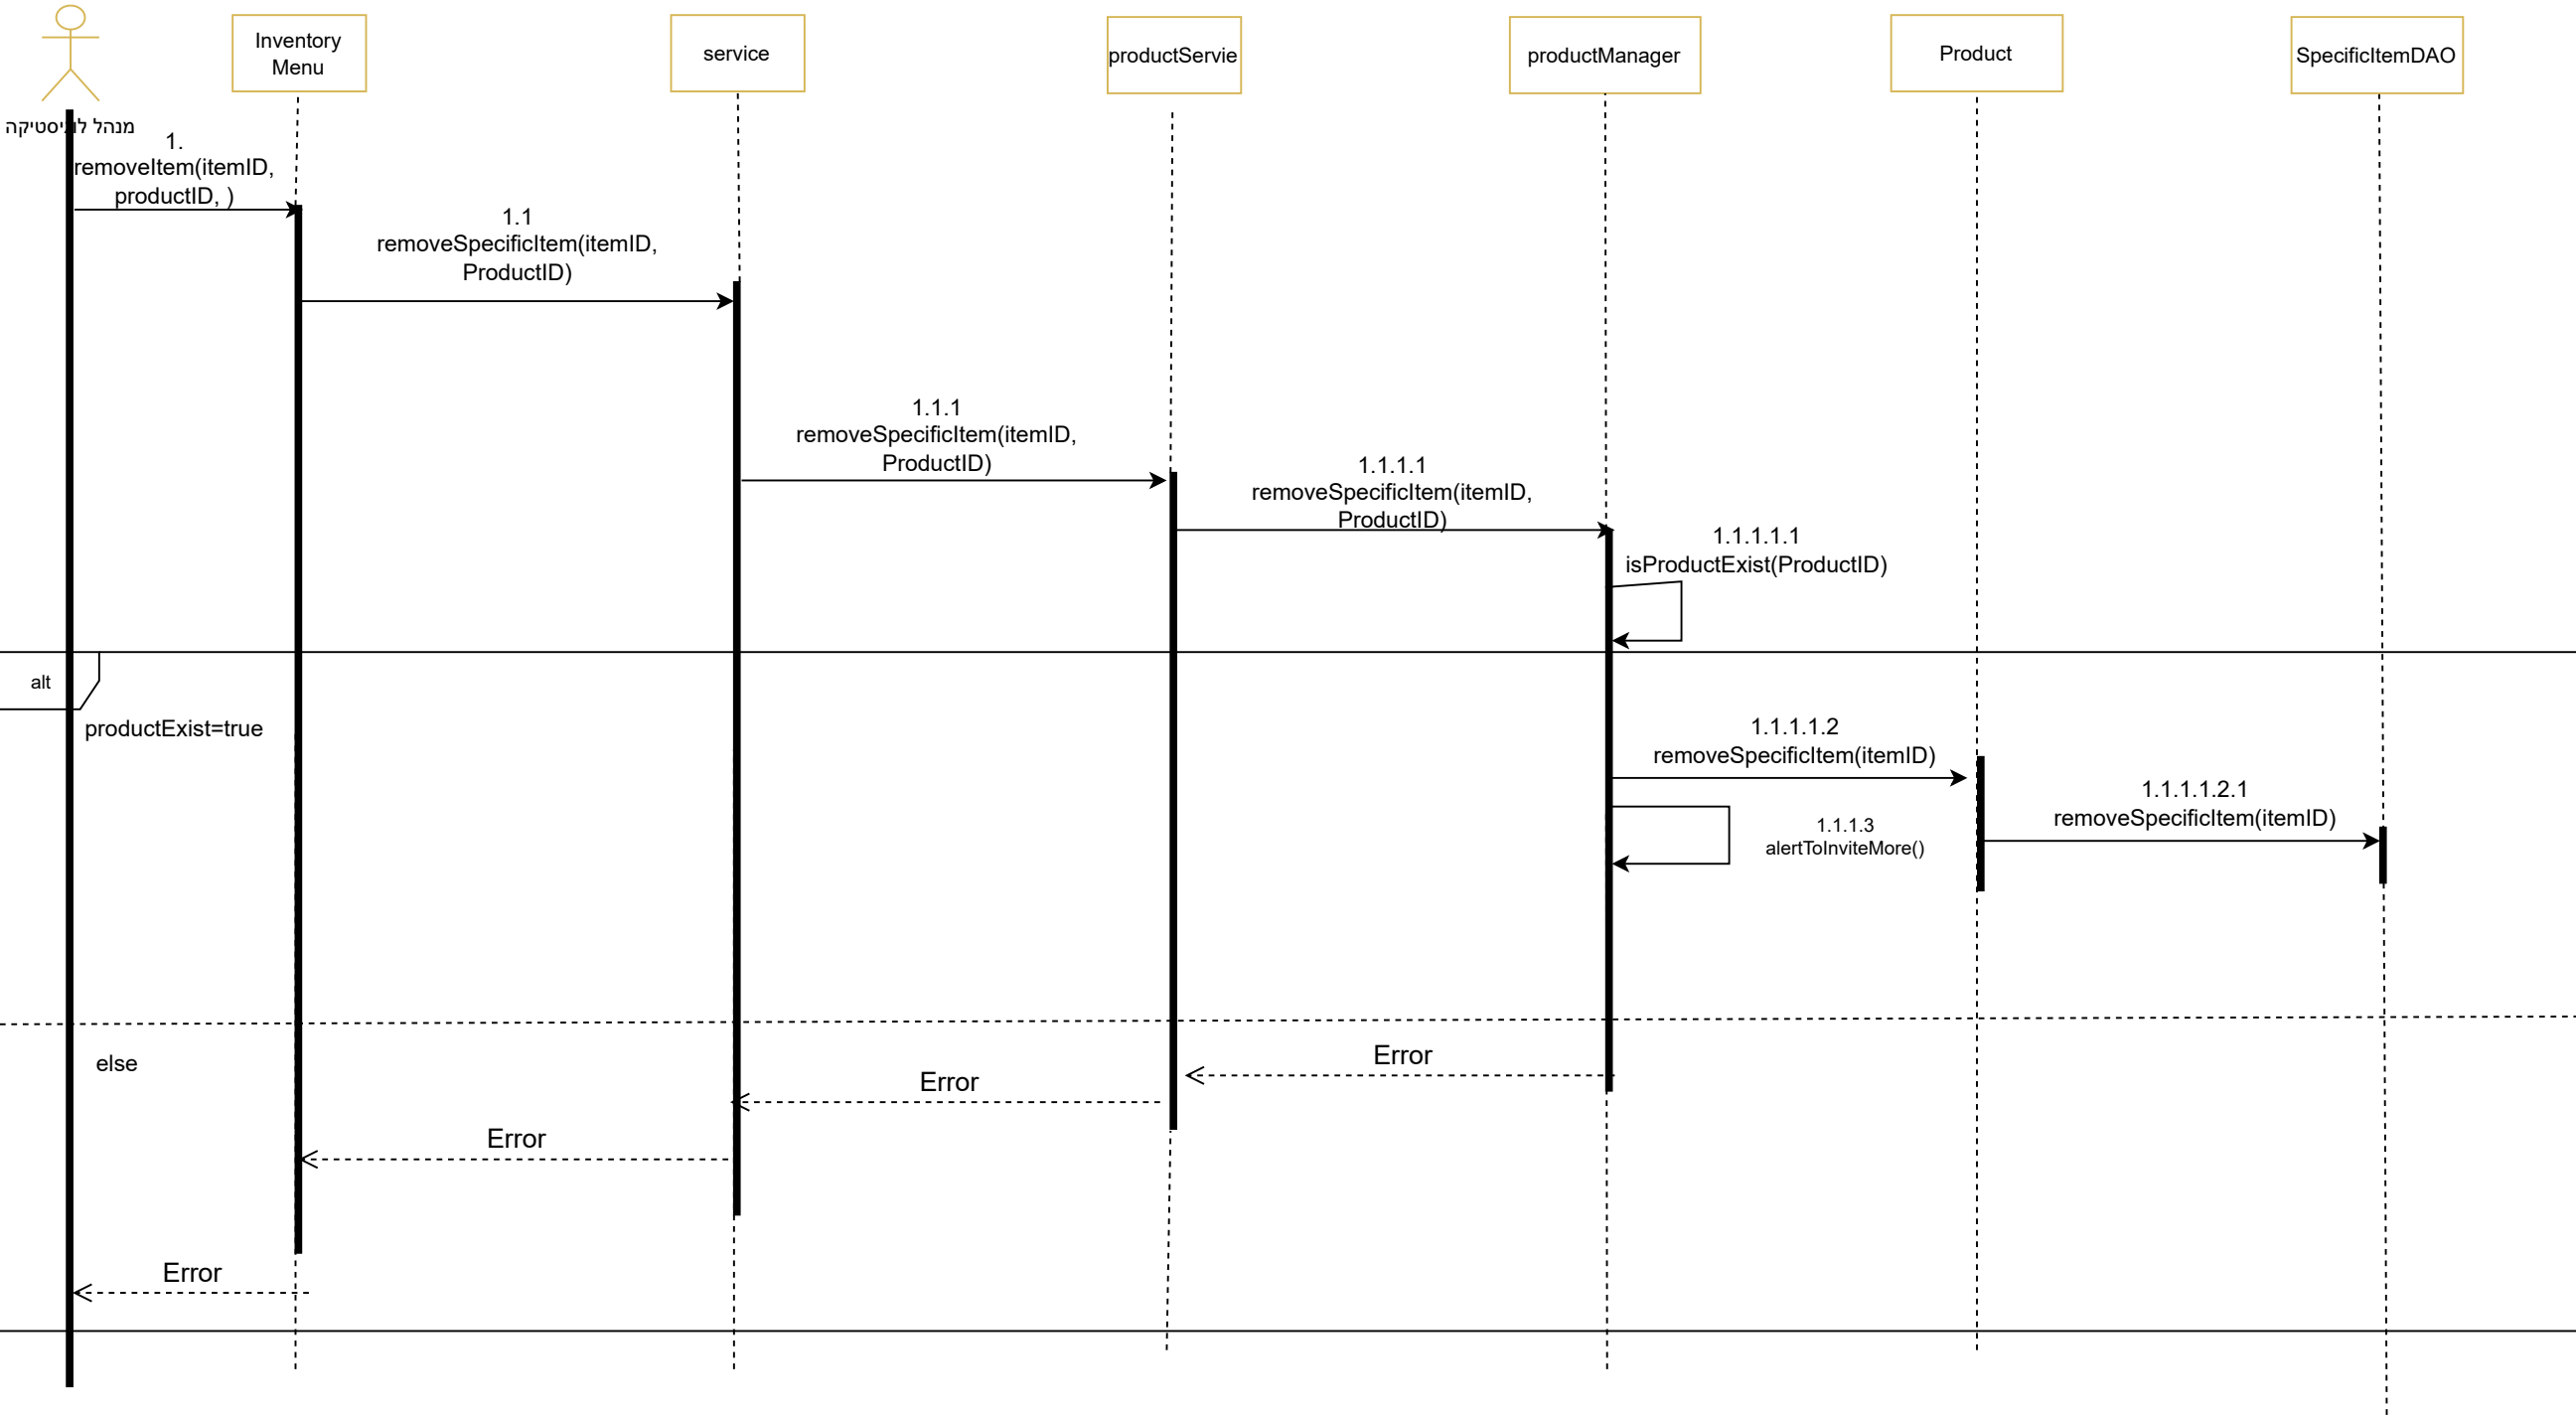 Inventory
Menu
service
productServie
productManager
Product
SpecificItemDAO
מנהל לוגיסטיקה
1.
removeItem(itemID,
productID, )
1.1
removeSpecificItem(itemID,
ProductID)
1.1.1
removeSpecificItem(itemID,
ProductID)
1.1.1.1
removeSpecificItem(itemID,
ProductID)
1.1.1.1.1
isProductExist(ProductID)
alt
productExist=true
1.1.1.1.2
removeSpecificItem(itemID)
1.1.1.1.2.1
removeSpecificItem(itemID)
1.1.1.3
alertToInviteMore()
else
Error
Error
Error
Error